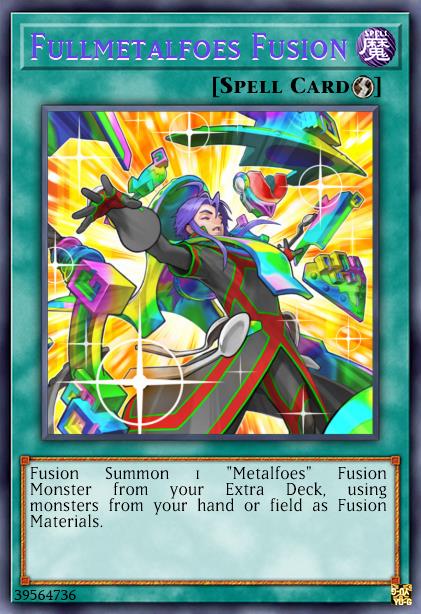 Fullmetalfoes Fusion
SPELL
魔
[Spell Card]
Fusion Summon 1 "Metalfoes" Fusion
Monster from your Extra Deck, using
monsters from your hand or field as Fusion
Materials.
39564736